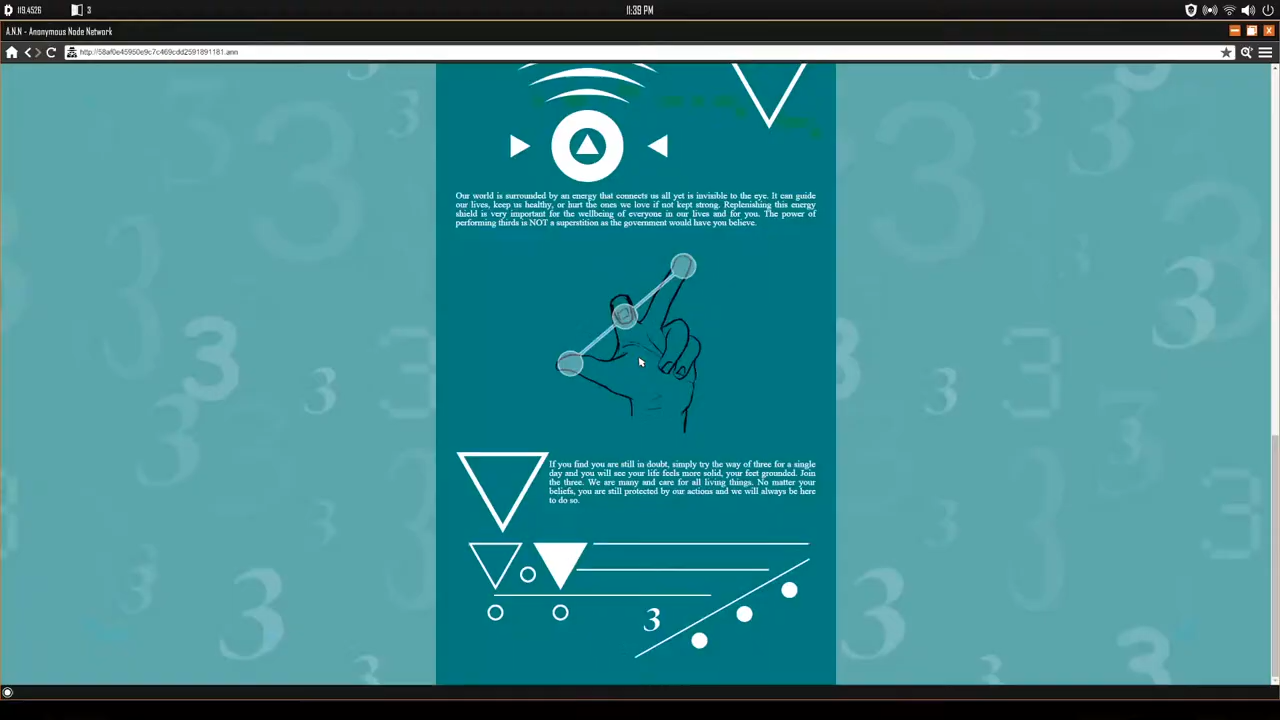 119.4526
3
11:39 PM
A.N.N - Anonymous Node Network
http://58af0e45950e9c7c469cdd2591891181.ann
Our world is surrounded by an energy that connects us all yet is invisible to the eye. It can guide
our lives, keep us healthy, or hurt the ones we love if not kept strong. Replenishing this energy
shield is very important for the wellbeing of everyone in our lives and for you. The power of
performing thirds is NOT a superstition as the government would have you believe.
If you find you are still in doubt, simply try the way of three for a single
day and you will see your life feels more solid, your feet grounded. Join
the three. We are many and care for all living things. No matter your
beliefs, you are still protected by our actions and we will always be here
to do so.
3